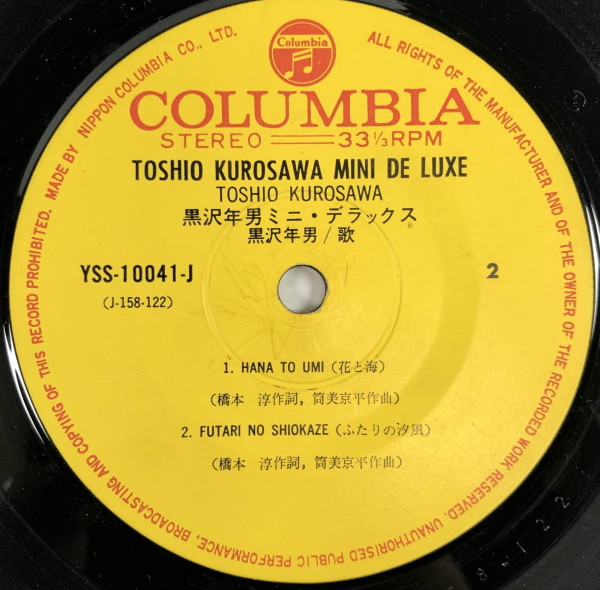 Columbia
COLUMBIA
STEREO 33 1/3 RPM
TOSHIO KUROSAWA MINI DE LUXE
TOSHIO KUROSAWA
黒沢年男ミニ・デラックス
黒沢年男/歌
YSS-10041-J
2
(J-158-122)
1. HANA TO UMI (花と海)
(橋本 淳作詞, 筒美京平作曲)
2. FUTARI NO SHIOKAZE (ふたりの汐風)
(橋本 淳作詞, 筒美京平作曲)
MADE BY NIPPON COLUMBIA CO., LTD. ALL RIGHTS OF THE MANUFACTURER AND OF THE OWNER OF THE RECORDED WORK RESERVED. UNAUTHORISED PUBLIC PERFORMANCE, BROADCASTING AND COPYING OF THIS RECORD PROHIBITED.